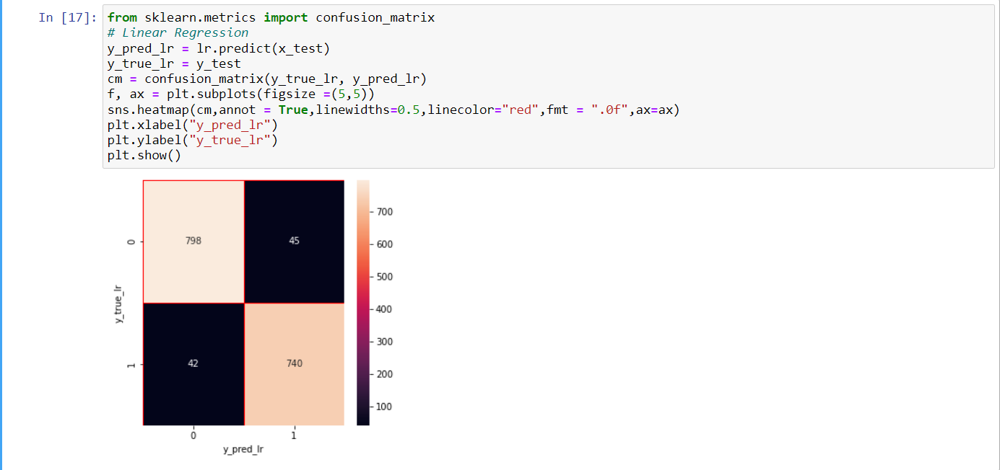 In [17]: from sklearn.metrics import confusion_matrix
# Linear Regression
y_pred_lr = lr.predict(x_test)
y_true_lr = y_test
cm = confusion_matrix(y_true_lr, y_pred_lr)
f, ax = plt.subplots(figsize =(5,5))
sns.heatmap(cm,annot = True,linewidths=0.5,linecolor="red",fmt = ".0f",ax=ax)
plt.xlabel("y_pred_lr")
plt.ylabel("y_true_lr")
plt.show()
0
798
45
y_true_lr
1
42
740
0
1
y_pred_lr
700
600
500
400
300
200
100